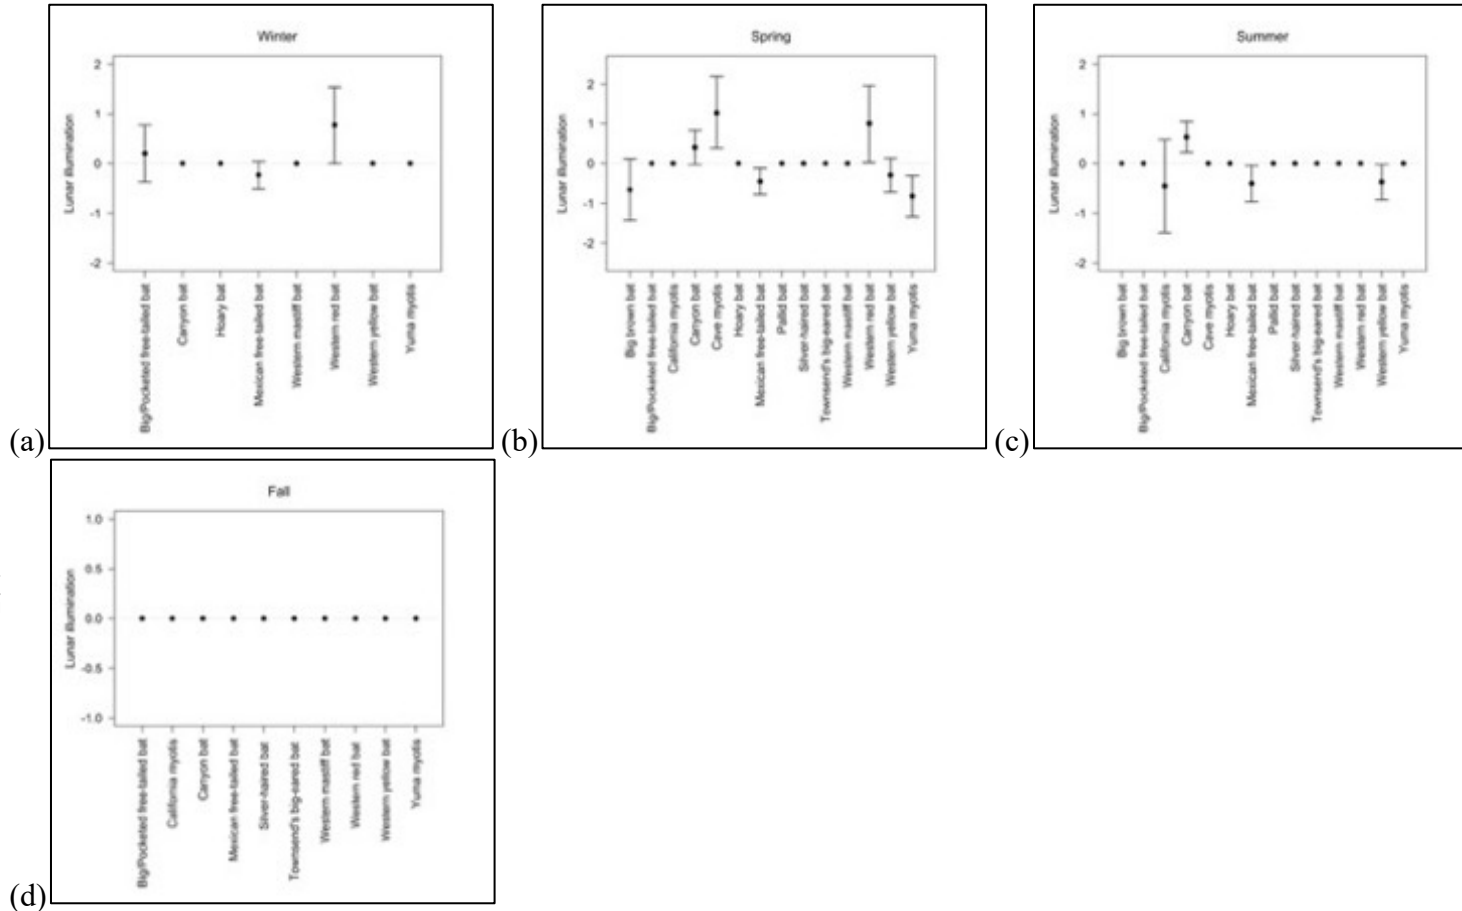 Winter
Lunar illumination
2
1
0
-1
-2
Big/Pocketed free-tailed bat
Canyon bat
Hoary bat
Mexican free-tailed bat
Western mastiff bat
Western red bat
Western yellow bat
Yuma myotis
(a)
Spring
Lunar illumination
2
1
0
-1
-2
Big brown bat
Big/Pocketed free-tailed bat
California myotis
Canyon bat
Cave myotis
Hoary bat
Mexican free-tailed bat
Pallid bat
Silver-haired bat
Townsend's big-eared bat
Western mastiff bat
Western red bat
Western yellow bat
Yuma myotis
(b)
Summer
Lunar illumination
2
1
0
-1
-2
Big brown bat
Big/Pocketed free-tailed bat
California myotis
Canyon bat
Cave myotis
Hoary bat
Mexican free-tailed bat
Pallid bat
Silver-haired bat
Townsend's big-eared bat
Western mastiff bat
Western red bat
Western yellow bat
Yuma myotis
(c)
Fall
Lunar illumination
1.0
0.5
0.0
-0.5
-1.0
Big/Pocketed free-tailed bat
California myotis
Canyon bat
Mexican free-tailed bat
Silver-haired bat
Townsend's big-eared bat
Western mastiff bat
Western red bat
Western yellow bat
Yuma myotis
(d)